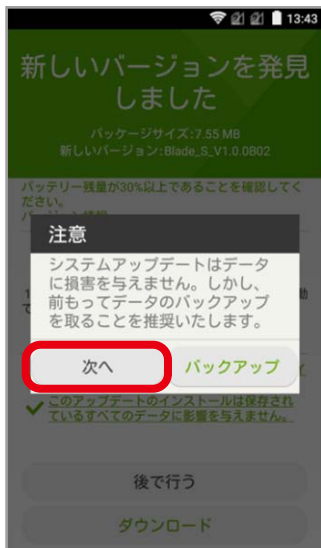 13:43
新しいバージョンを発見
しました
パッケージサイズ:7.55 MB
新しいバージョン:Blade_S_V1.0.0B02
バッテリー残量が30%以上であることを確認してく
ださい。
注意
システムアップデートはデータ
に損害を与えません。しかし、
前もってデータのバックアップ
を取ることを推奨いたします。
次へ
バックアップ
このアップデートのインストールは保存され
ているすべてのデータに影響を与えません。
後で行う
ダウンロード